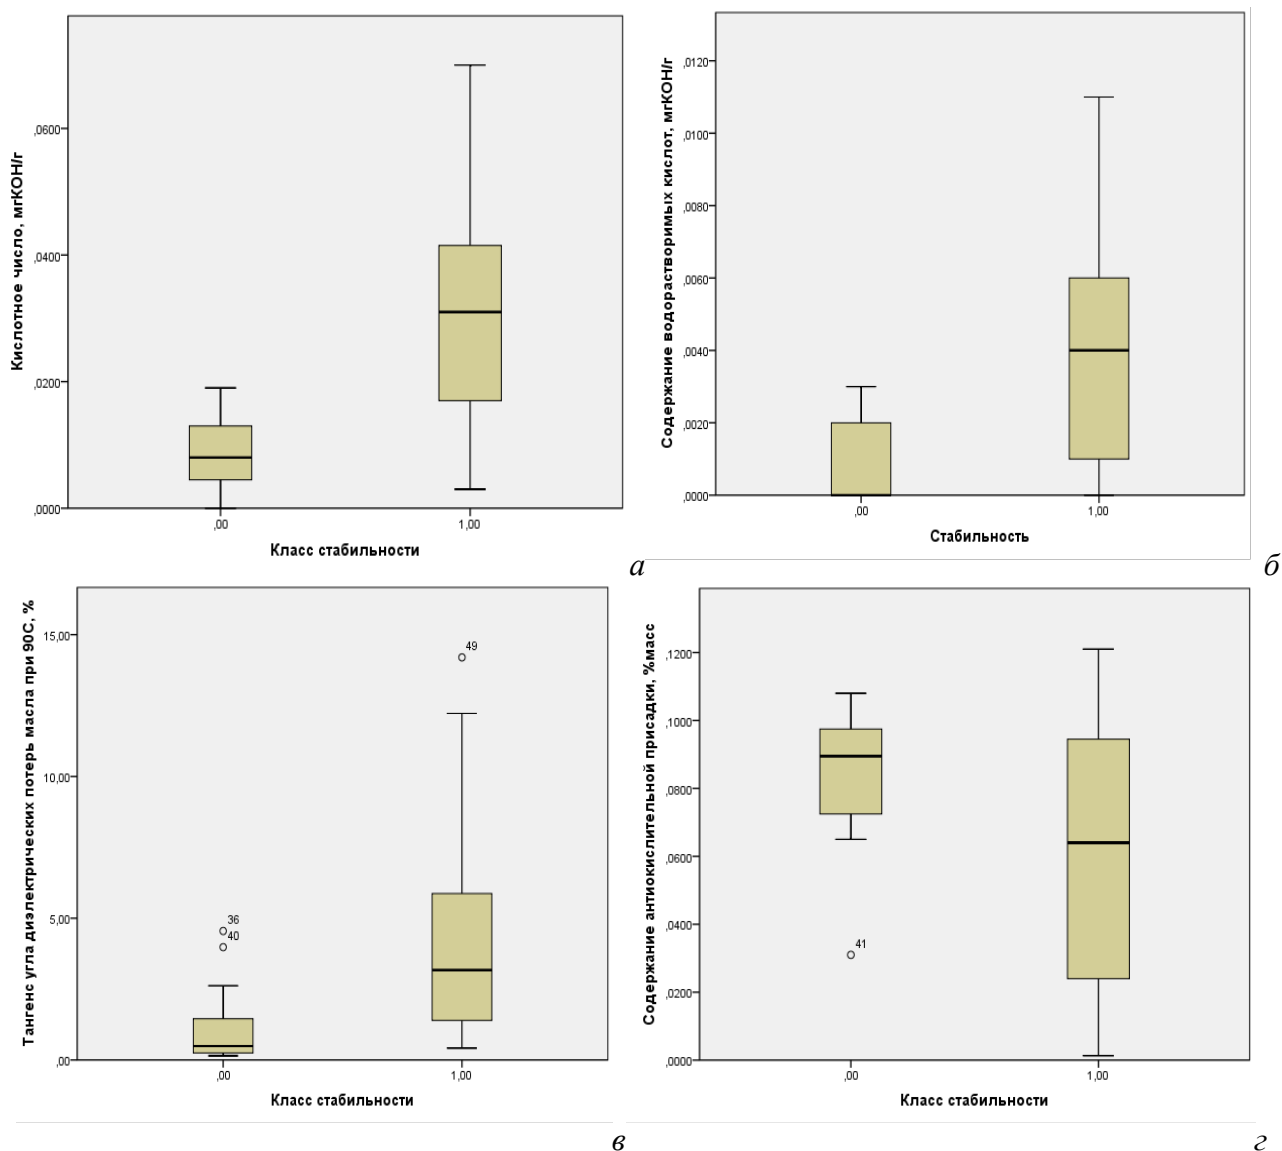 Кислотное число, мгКОН/г
,0600
,0400
,0200
,0000
,00
1,00
Класс стабильности
а
Содержание водорастворимых кислот, мгКОН/г
,0120
,0100
,0080
,0060
,0040
,0020
,0000
,00
1,00
Стабильность
б
Тангенс угла диэлектрических потерь масла при 90С, %
15,00
10,00
5,00
,00
49
36
40
,00
1,00
Класс стабильности
в
Содержание антиокислительной присадки, %масс
,1200
,1000
,0800
,0600
,0400
,0200
,0000
41
,00
1,00
Класс стабильности
г